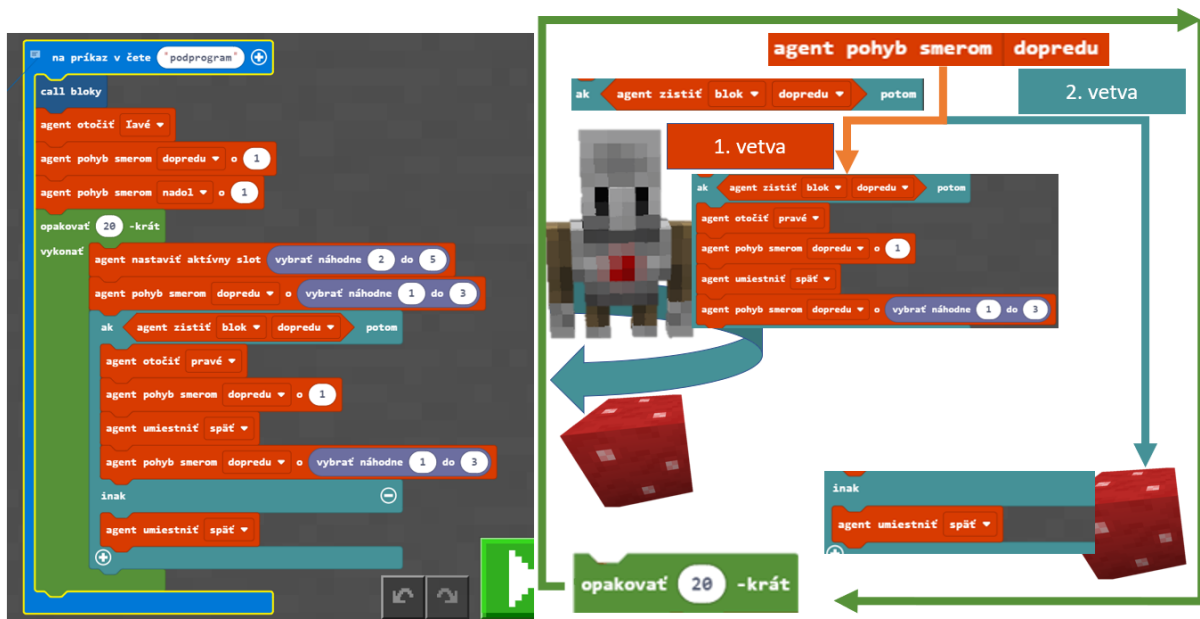 na príkaz v čete "podprogram"
call bloky
agent otočiť Ľavé
agent pohyb smerom dopredu o 1
agent pohyb smerom nadol o 1
opakovať 20 -krát
vykonať
agent nastaviť aktívny slot vybrať náhodne 2 do 5
agent pohyb smerom dopredu o vybrať náhodne 1 do 3
ak agent zistiť blok dopredu potom
agent otočiť pravé
agent pohyb smerom dopredu o 1
agent umiestniť späť
agent pohyb smerom dopredu o vybrať náhodne 1 do 3
inak
agent umiestniť späť
agent pohyb smerom dopredu
ak agent zistiť blok dopredu potom
2. vetva
1. vetva
ak agent zistiť blok dopredu potom
agent otočiť pravé
agent pohyb smerom dopredu o 1
agent umiestniť späť
agent pohyb smerom dopredu o vybrať náhodne 1 do 3
inak
agent umiestniť späť
opakovať 20 -krát